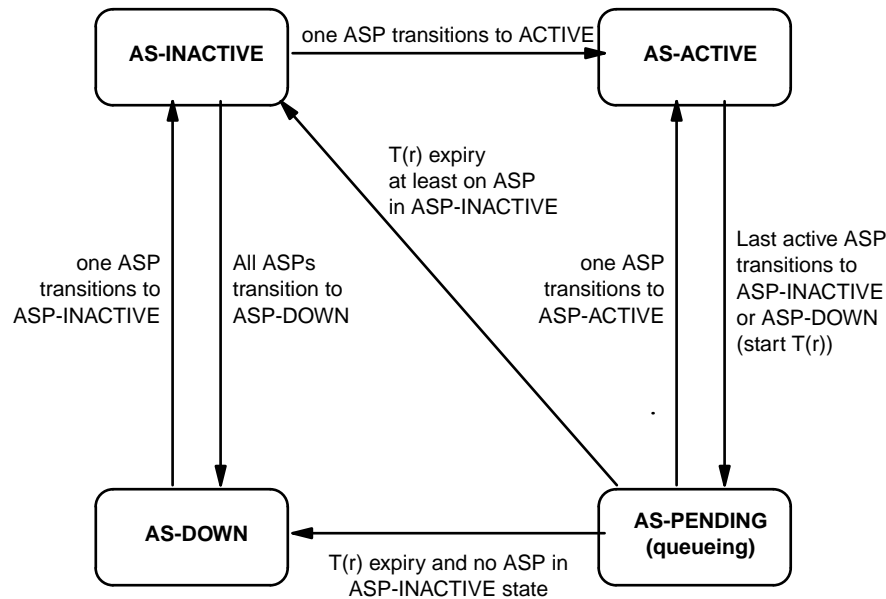 one ASP transitions to ACTIVE
AS-INACTIVE
AS-ACTIVE
T(r) expiry
at least on ASP
in ASP-INACTIVE
one ASP
transitions to
ASP-INACTIVE
All ASPs
transition to
ASP-DOWN
one ASP
transitions to
ASP-ACTIVE
Last active ASP
transitions to
ASP-INACTIVE
or ASP-DOWN
(start T(r))
AS-DOWN
AS-PENDING
(queueing)
T(r) expiry and no ASP in
ASP-INACTIVE state